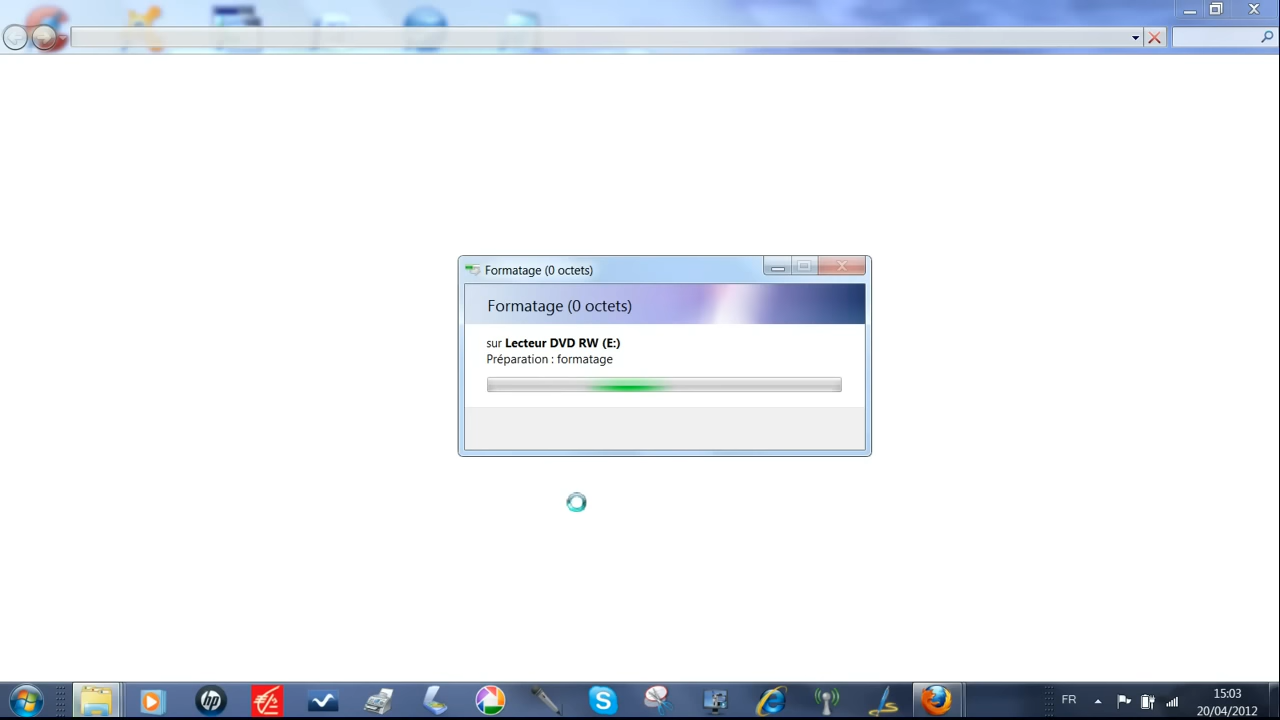 Formatage (0 octets)
Formatage (0 octets)
sur Lecteur DVD RW (E:)
Préparation : formatage
FR
15:03
20/04/2012